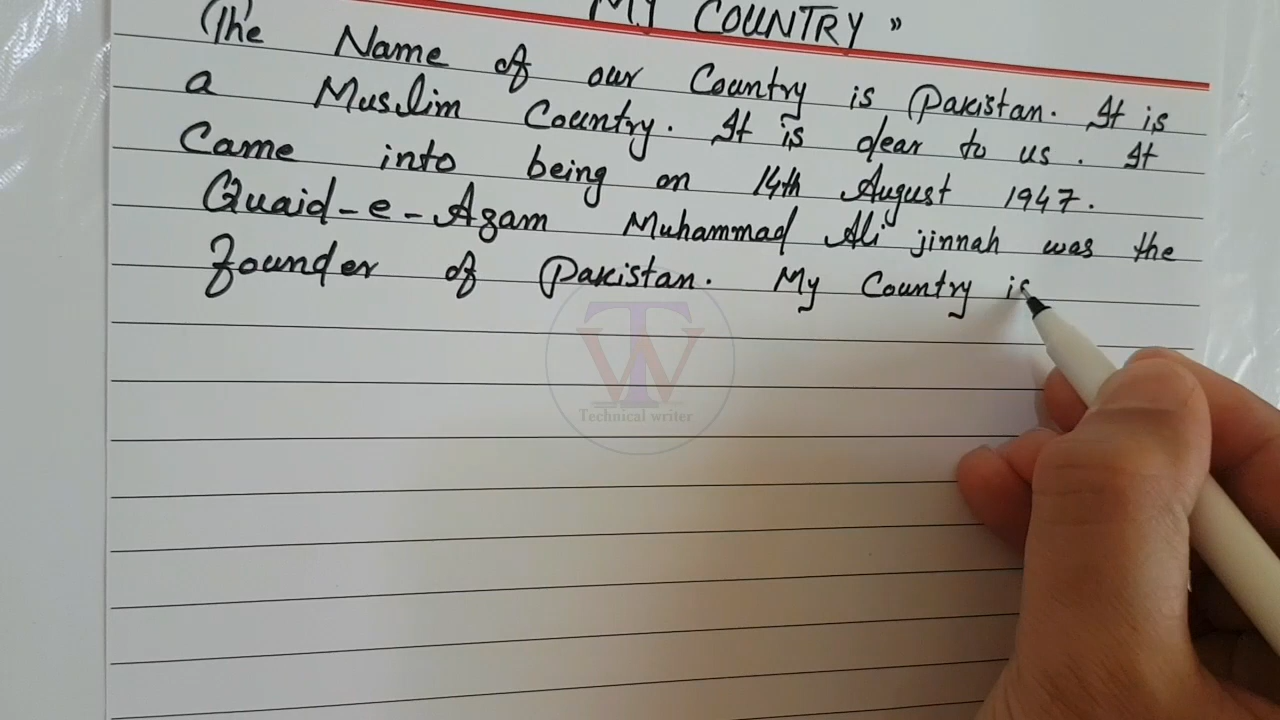 MY COUNTRY"
The Name of our Country is Pakistan. It is
a Muslim Country. It is dear to us. It
Came into being on 14th August 1947.
Quaid-e-Azam Muhammad Ali jinnah was the
founder of Pakistan. My Country is
TW
Technical writer